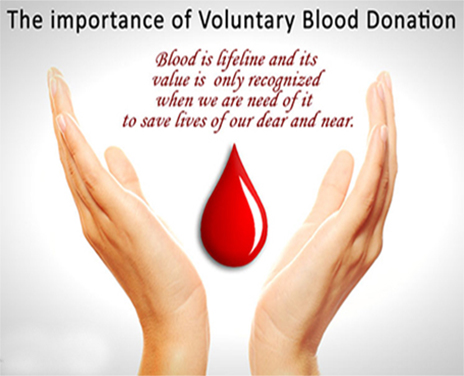 The importance of Voluntary Blood Donation
Blood is lifeline and its
value is only recognized
when we are need of it
to save lives of our dear and near.